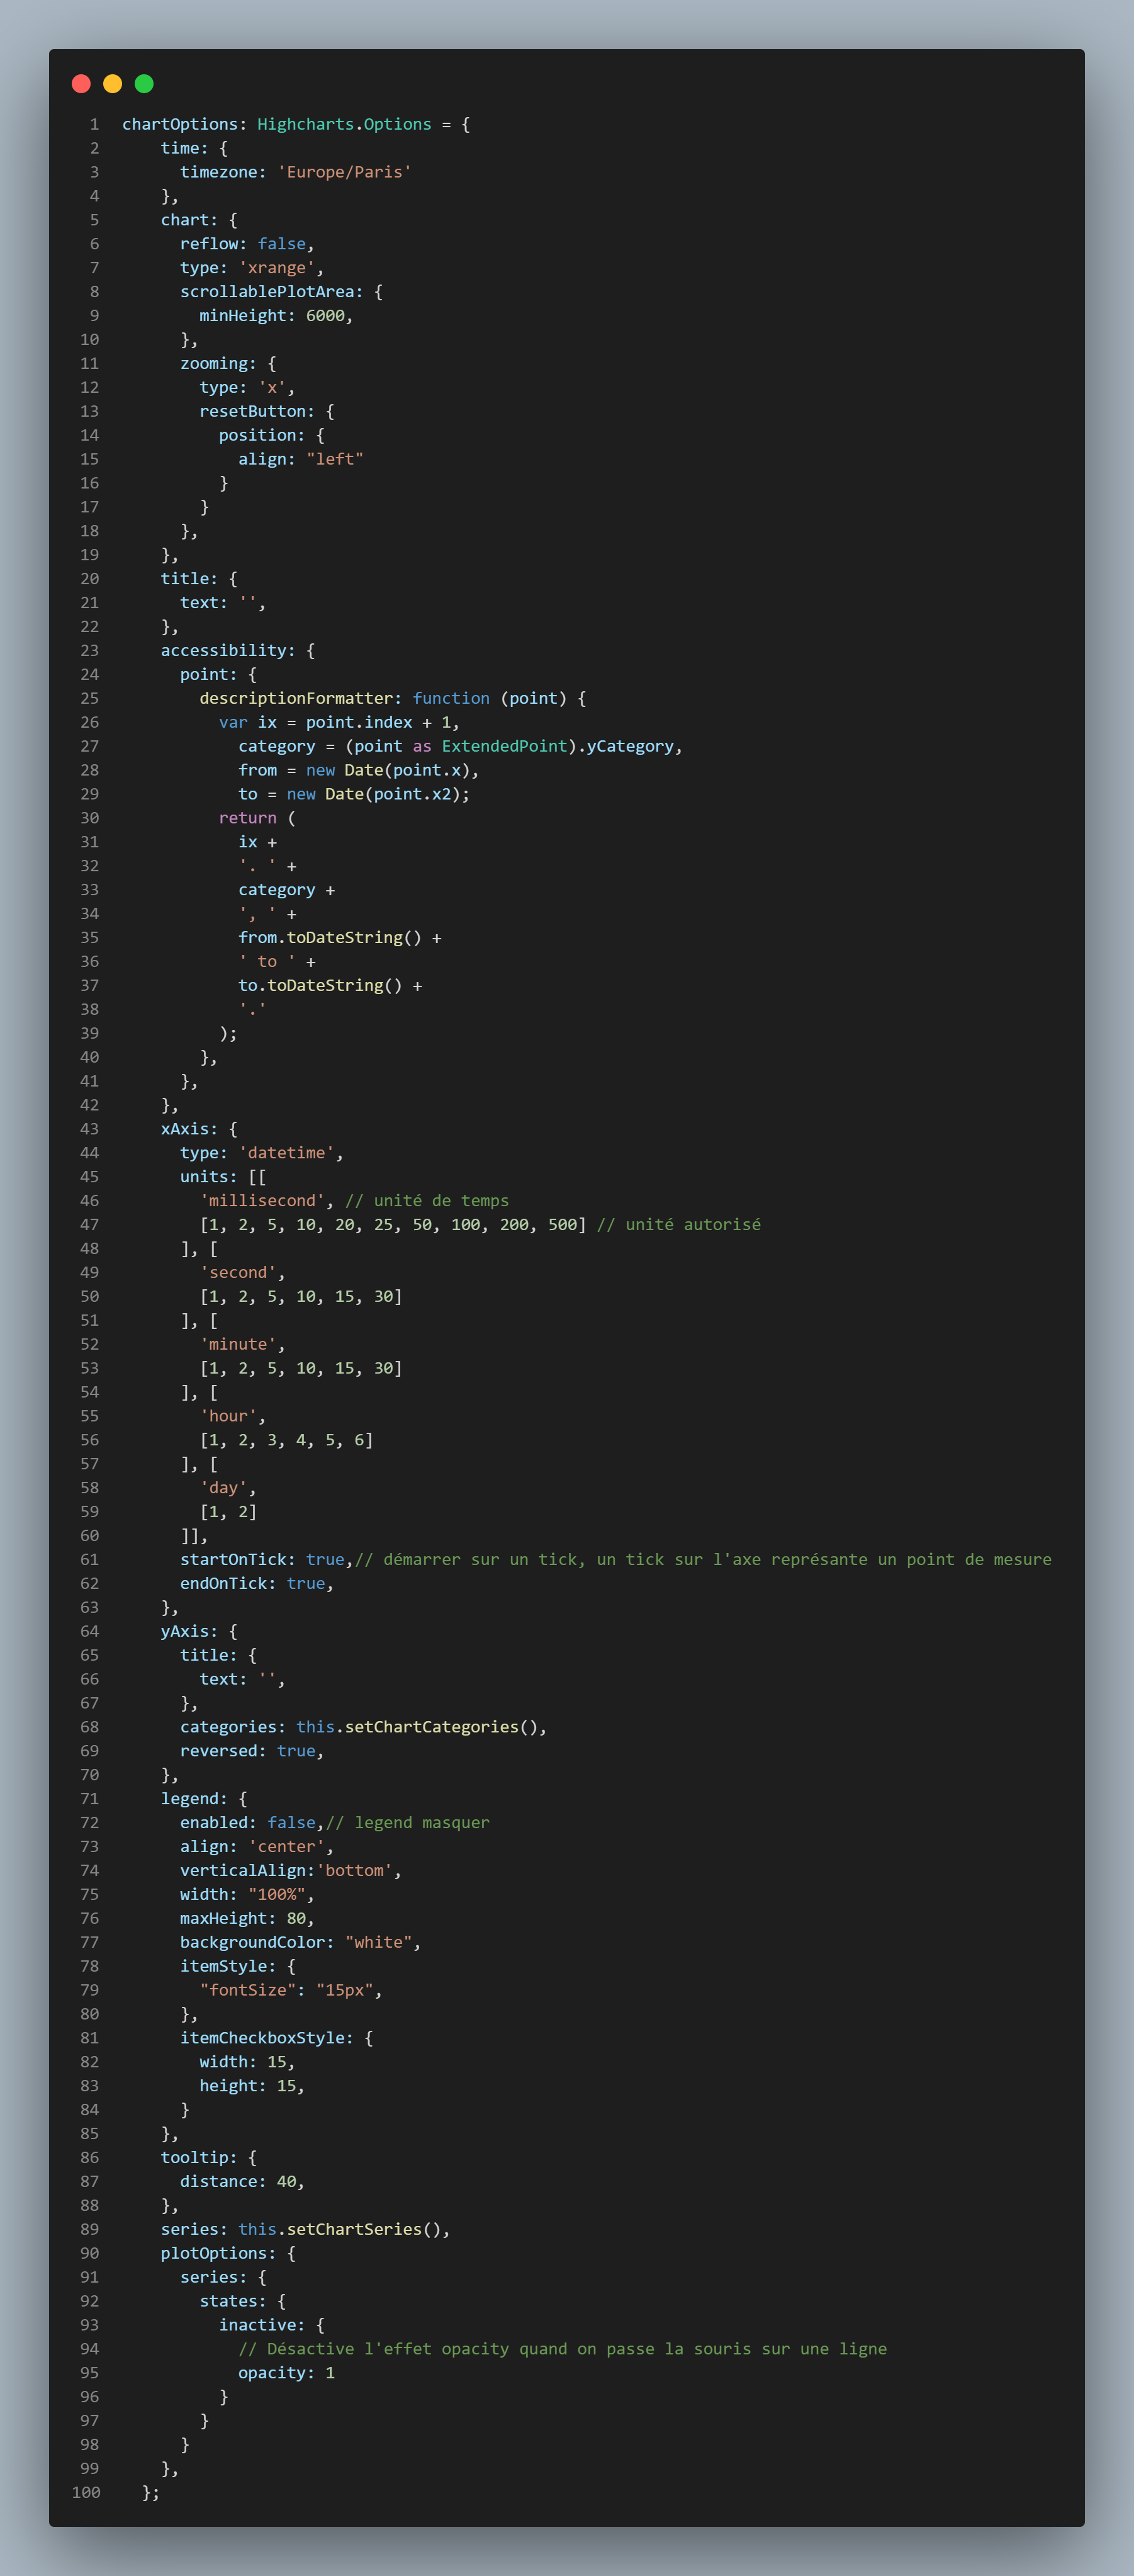 1 chartOptions: Highcharts.Options = {
2 time: {
3 timezone: 'Europe/Paris'
4 },
5 chart: {
6 reflow: false,
7 type: 'xrange',
8 scrollablePlotArea: {
9 minHeight: 6000,
10 },
11 zooming: {
12 type: 'x',
13 resetButton: {
14 position: {
15 align: "left"
16 }
17 }
18 },
19 },
20 title: {
21 text: '',
22 },
23 accessibility: {
24 point: {
25 descriptionFormatter: function (point) {
26 var ix = point.index + 1,
27 category = (point as ExtendedPoint).yCategory,
28 from = new Date(point.x),
29 to = new Date(point.x2);
30 return (
31 ix +
32 '. ' +
33 category +
34 ', ' +
35 from.toDateString() +
36 ' to ' +
37 to.toDateString() +
38 '.'
39 );
40 },
41 },
42 },
43 xAxis: {
44 type: 'datetime',
45 units: [[
46 'millisecond', // unité de temps
47 [1, 2, 5, 10, 20, 25, 50, 100, 200, 500] // unité autorisé
48 ], [
49 'second',
50 [1, 2, 5, 10, 15, 30]
51 ], [
52 'minute',
53 [1, 2, 5, 10, 15, 30]
54 ], [
55 'hour',
56 [1, 2, 3, 4, 5, 6]
57 ], [
58 'day',
59 [1, 2]
60 ]],
61 startOnTick: true,// démarrer sur un tick, un tick sur l'axe représante un point de mesure
62 endOnTick: true,
63 },
64 yAxis: {
65 title: {
66 text: '',
67 },
68 categories: this.setChartCategories(),
69 reversed: true,
70 },
71 legend: {
72 enabled: false,// legend masquer
73 align: 'center',
74 verticalAlign:'bottom',
75 width: "100%",
76 maxHeight: 80,
77 backgroundColor: "white",
78 itemStyle: {
79 "fontSize": "15px",
80 },
81 itemCheckboxStyle: {
82 width: 15,
83 height: 15,
84 }
85 },
86 tooltip: {
87 distance: 40,
88 },
89 series: this.setChartSeries(),
90 plotOptions: {
91 series: {
92 states: {
93 inactive: {
94 // Désactive l'effet opacity quand on passe la souris sur une ligne
95 opacity: 1
96 }
97 }
98 }
99 },
100 };